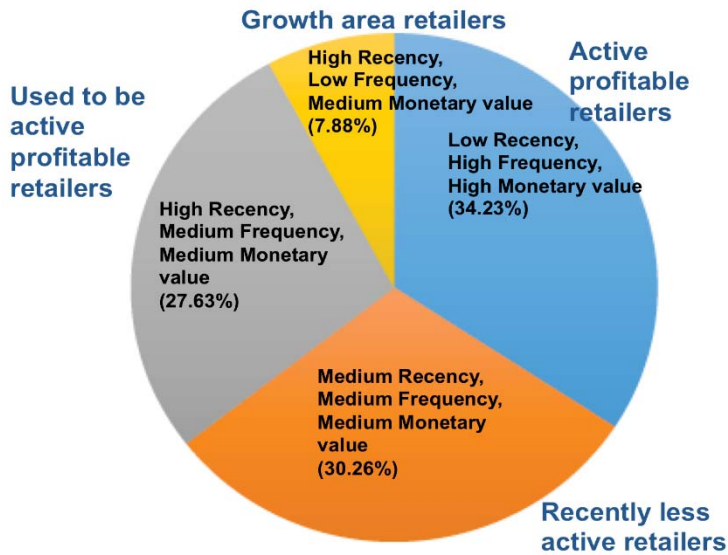 Growth area retailers
High Recency,
Low Frequency,
Medium Monetary value
(7.88%)
Active
profitable
retailers
Low Recency,
High Frequency,
High Monetary value
(34.23%)
Used to be
active
profitable
retailers
High Recency,
Medium Frequency,
Medium Monetary
value
(27.63%)
Medium Recency,
Medium Frequency,
Medium Monetary
value
(30.26%)
Recently less
active retailers